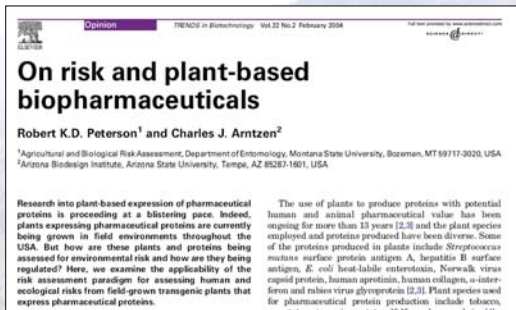 Opinion
TRENDS in Biotechnology Vol.22 No.2 February 2004
Full text provided by www.sciencedirect.com
ELSEVIER
SCIENCE DIRECT
On risk and plant-based
biopharmaceuticals
Robert K.D. Peterson1 and Charles J. Arntzen2
1Agricultural and Biological Risk Assessment, Department of Entomology, Montana State University, Bozeman, MT 59717-3020, USA
2Arizona Biodesign Institute, Arizona State University, Tempe, AZ 85287-1601, USA
Research into plant-based expression of pharmaceutical
proteins is proceeding at a blistering pace. Indeed,
plants expressing pharmaceutical proteins are currently
being grown in field environments throughout the
USA. But how are these plants and proteins being
assessed for environmental risk and how are they being
regulated? Here, we examine the applicability of the
risk assessment paradigm for assessing human and
ecological risks from field-grown transgenic plants that
express pharmaceutical proteins.
The use of plants to produce proteins with potential
human and animal pharmaceutical value has been
ongoing for more than 13 years [2,3] and the plant species
employed and proteins produced have been diverse. Some
of the proteins produced in plants include Streptococcus
mutans surface protein antigen A, hepatitis B surface
antigen, E. coli heat-labile enterotoxin, Norwalk virus
capsid protein, human aprotinin, human collagen, α-inter-
feron and rabies virus glycoprotein [2,3]. Plant species used
for pharmaceutical protein production include tobacco,